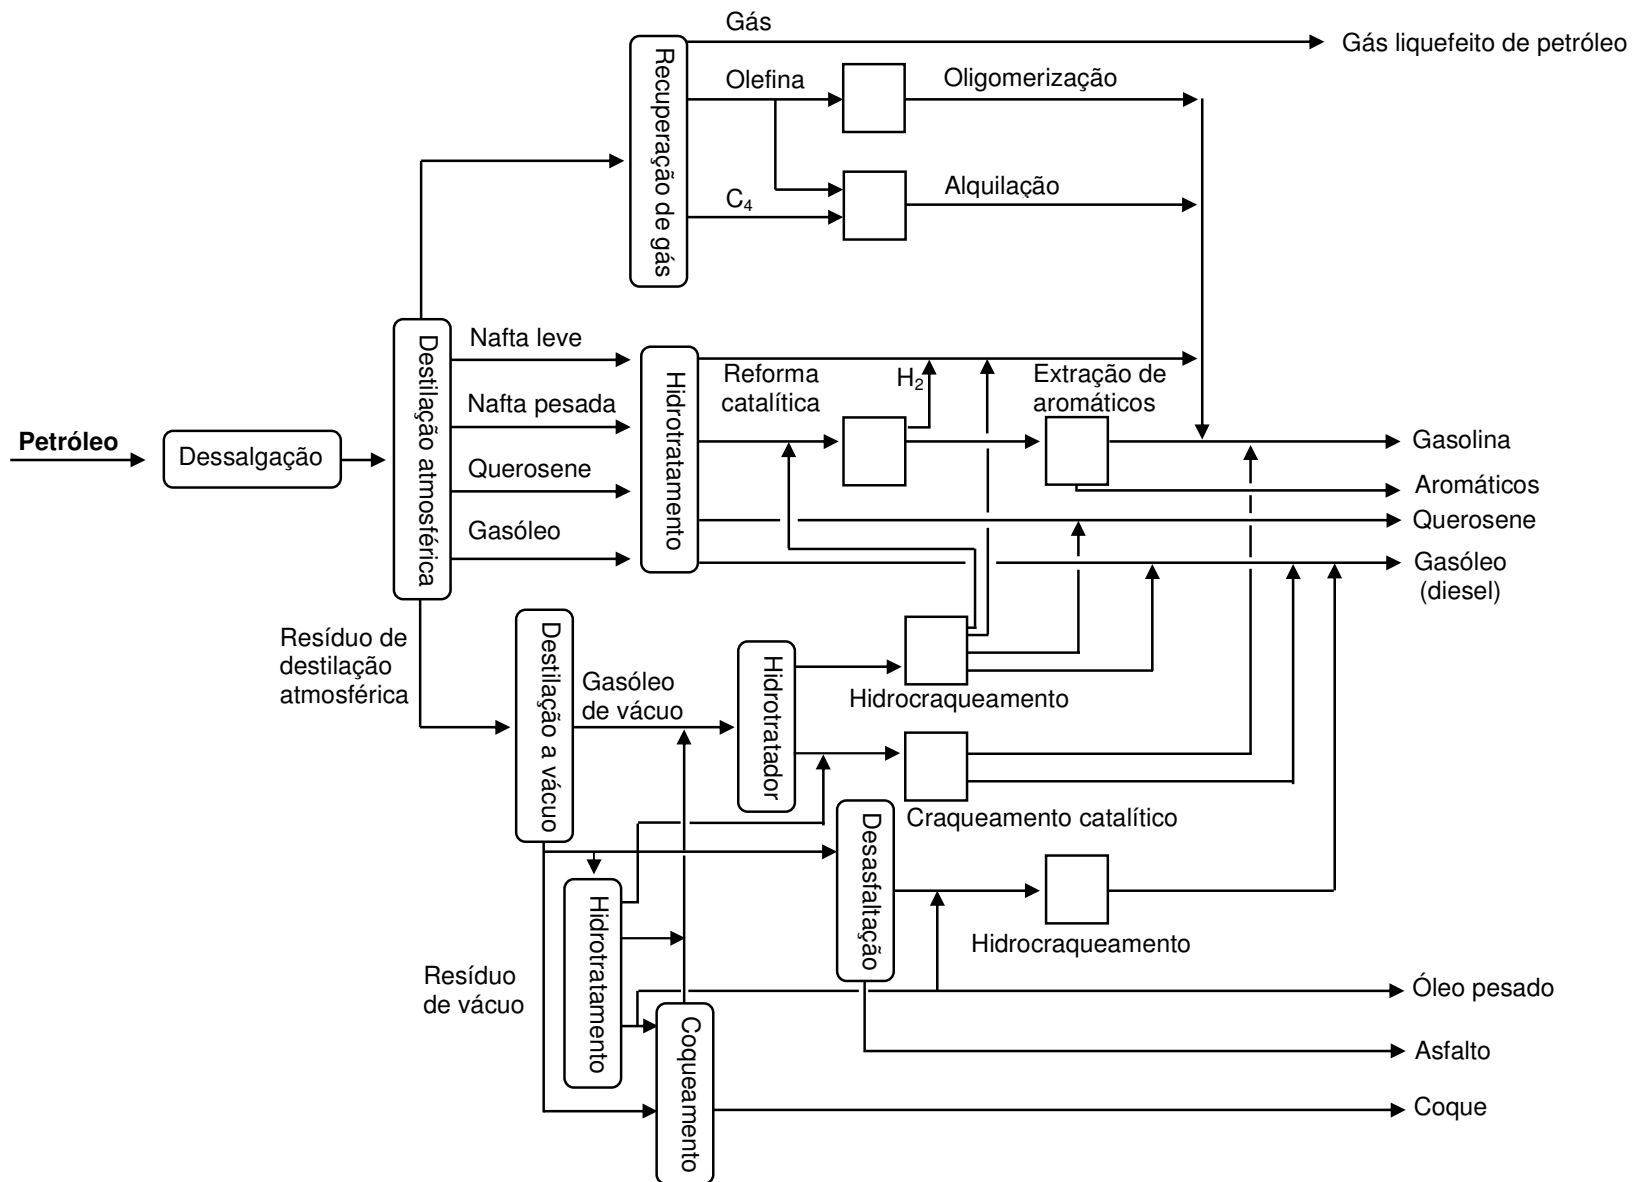 Gás
Gás liquefeito de petróleo
Recuperação de gás
Olefina
Oligomerização
C₄
Alquilação
Destilação atmosférica
Nafta leve
Nafta pesada
Querosene
Gasóleo
Hidrotratamento
Reforma
catalítica
H₂
Extração de
aromáticos
Petróleo
Dessalgação
Gasolina
Aromáticos
Querosene
Gasóleo
(diesel)
Resíduo de
destilação
atmosférica
Destilação a vácuo
Gasóleo
de vácuo
Hidrotratador
Hidrocraqueamento
Craqueamento catalítico
Desasfaltação
Hidrotratamento
Hidrocraqueamento
Resíduo
de vácuo
Coqueamento
Óleo pesado
Asfalto
Coque